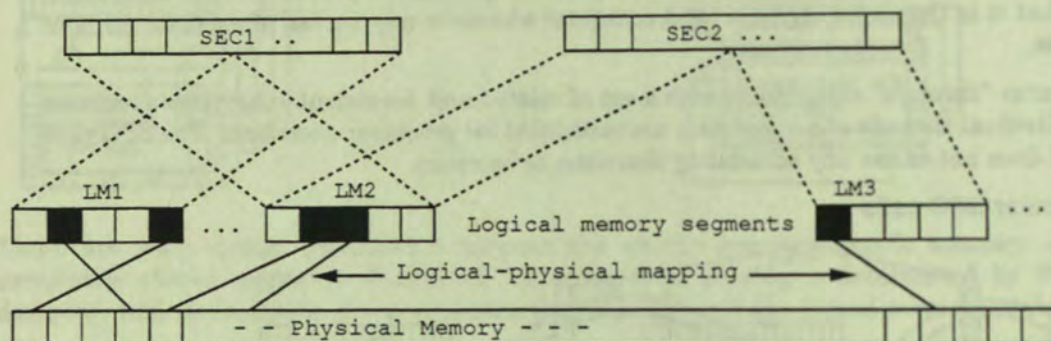 SEC1 . .
SEC2 ...
LM1
LM2
LM3
...
Logical memory segments
Logical-physical mapping
- - Physical Memory - - -